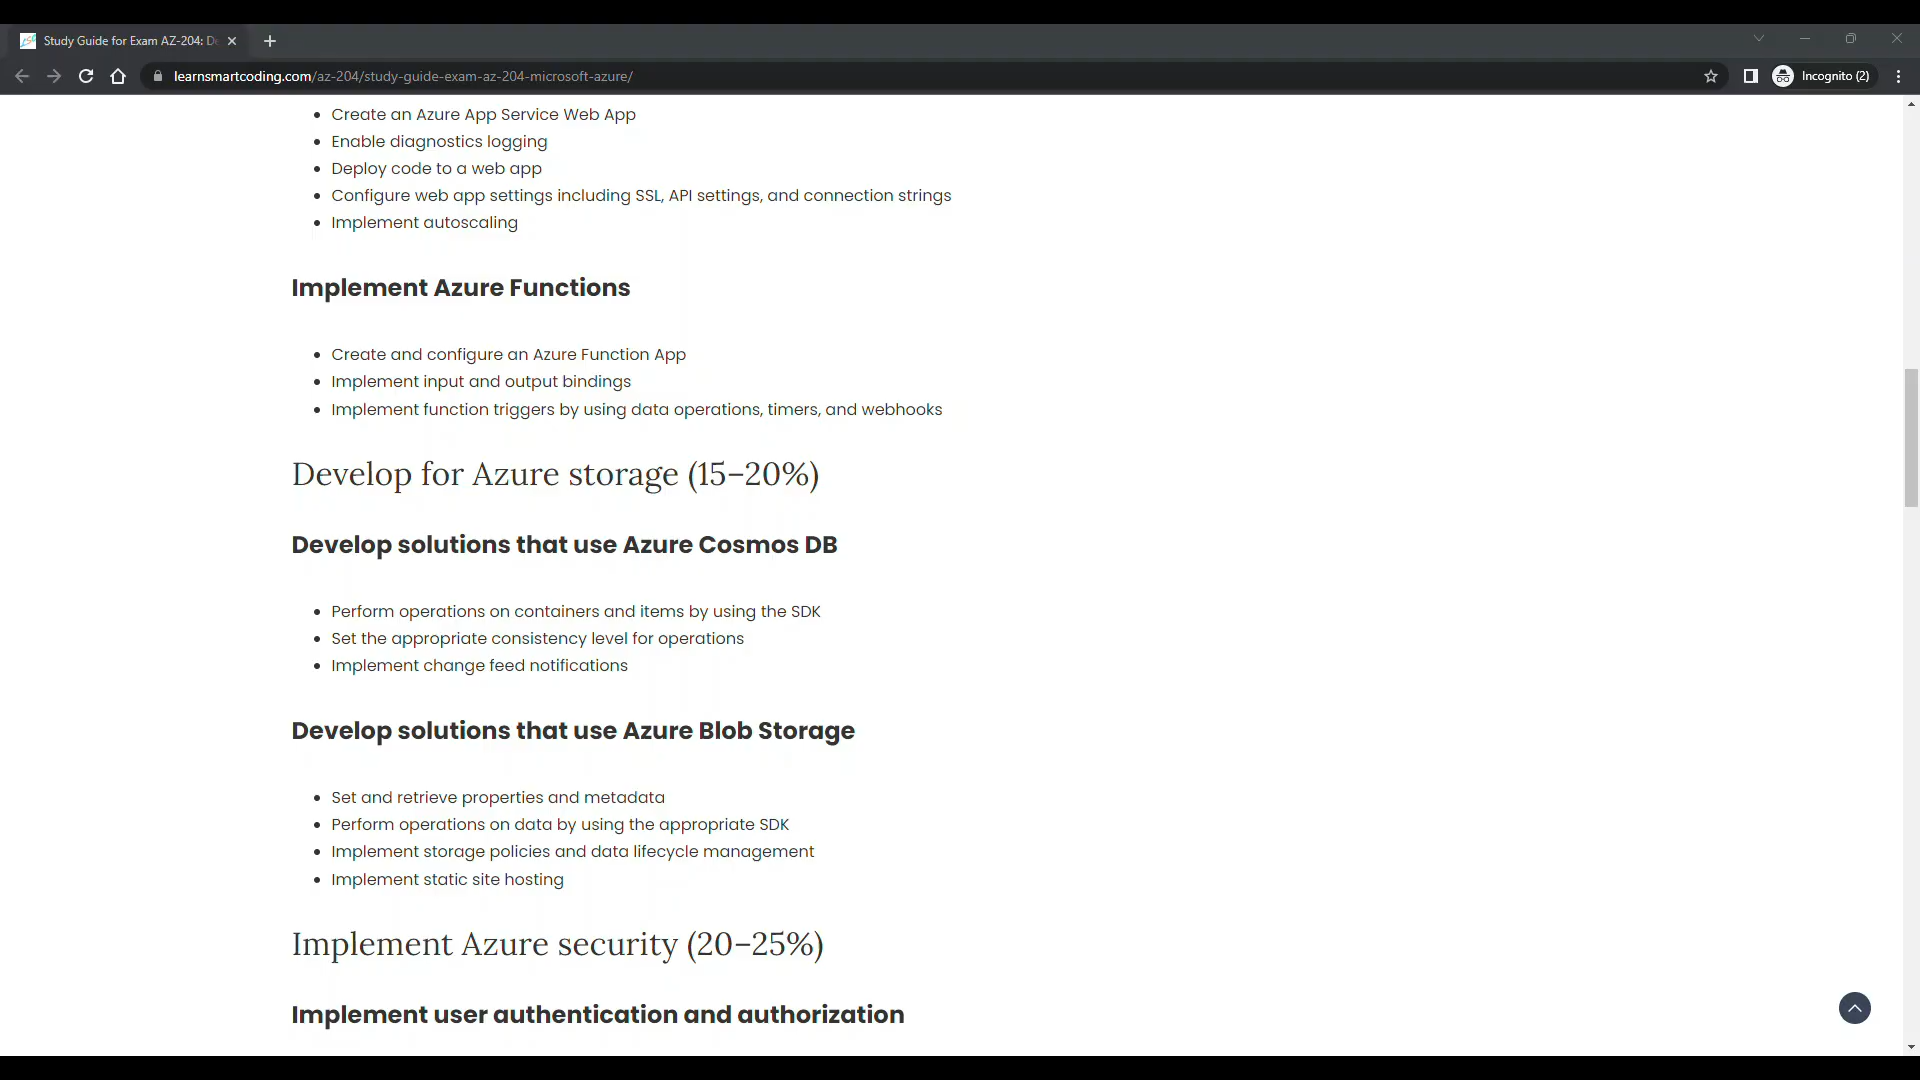 Study Guide for Exam AZ-204: De
learnsmartcoding.com/az-204/study-guide-exam-az-204-microsoft-azure/
Incognito (2)
Create an Azure App Service Web App
Enable diagnostics logging
Deploy code to a web app
Configure web app settings including SSL, API settings, and connection strings
Implement autoscaling
Implement Azure Functions
Create and configure an Azure Function App
Implement input and output bindings
Implement function triggers by using data operations, timers, and webhooks
Develop for Azure storage (15–20%)
Develop solutions that use Azure Cosmos DB
Perform operations on containers and items by using the SDK
Set the appropriate consistency level for operations
Implement change feed notifications
Develop solutions that use Azure Blob Storage
Set and retrieve properties and metadata
Perform operations on data by using the appropriate SDK
Implement storage policies and data lifecycle management
Implement static site hosting
Implement Azure security (20–25%)
Implement user authentication and authorization